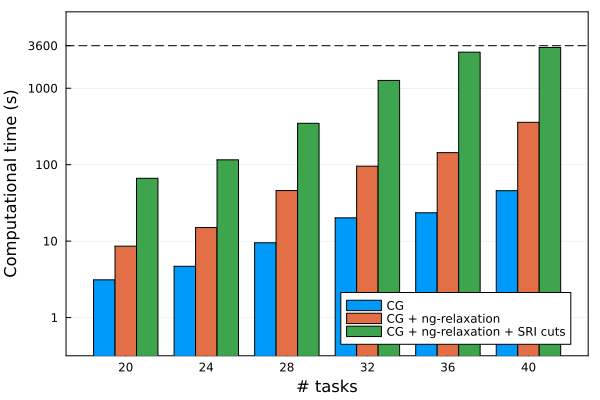 Computational time (s)
3600
1000
100
10
1
20 24 28 32 36 40
# tasks
CG
CG + ng-relaxation
CG + ng-relaxation + SRI cuts